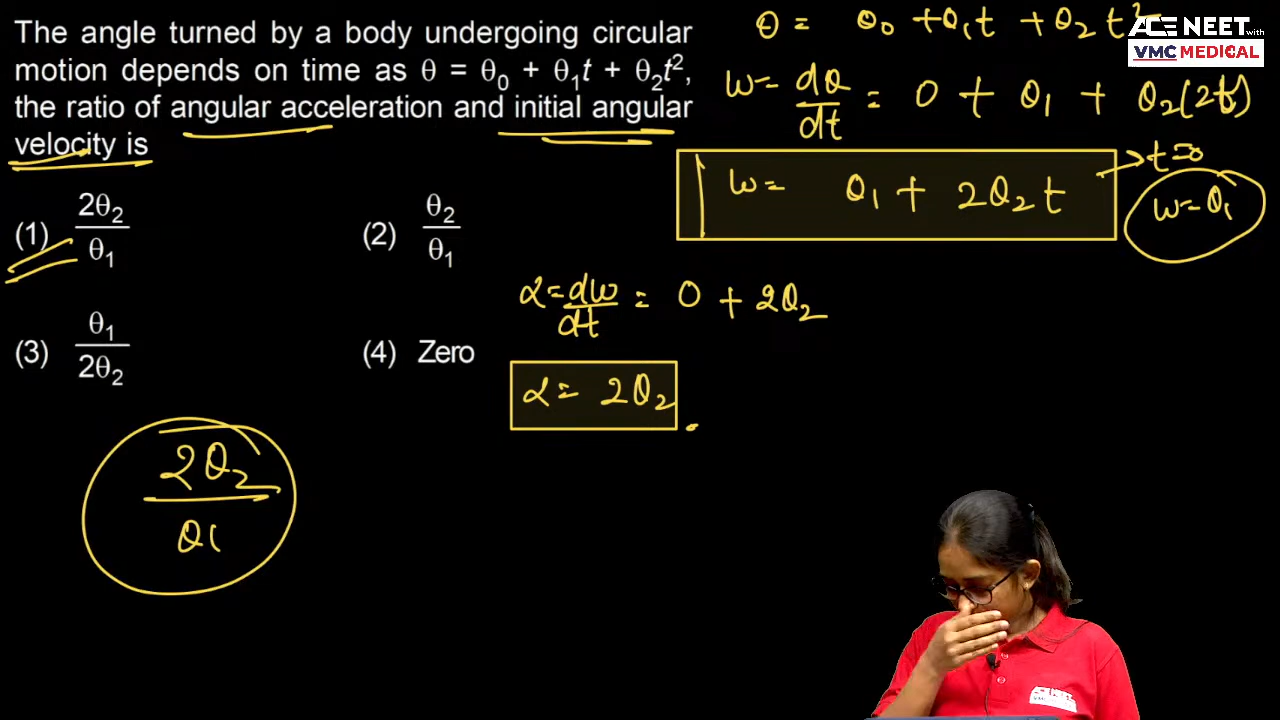 The angle turned by a body undergoing circular
motion depends on time as θ = θ₀ + θ₁t + θ₂t²,
the ratio of angular acceleration and initial angular
velocity is
(1) 2θ₂/θ₁
(2) θ₂/θ₁
(3) θ₁/2θ₂
(4) Zero
θ = θ₀ + θ₁t + θ₂t²
ω = dθ/dt = 0 + θ₁ + θ₂(2t)
ω = θ₁ + 2θ₂t
t=0
ω=θ₁
α = dω/dt = 0 + 2θ₂
α = 2θ₂
2θ₂/θ₁
ACE NEET with
VMC MEDICAL
ACE NEET